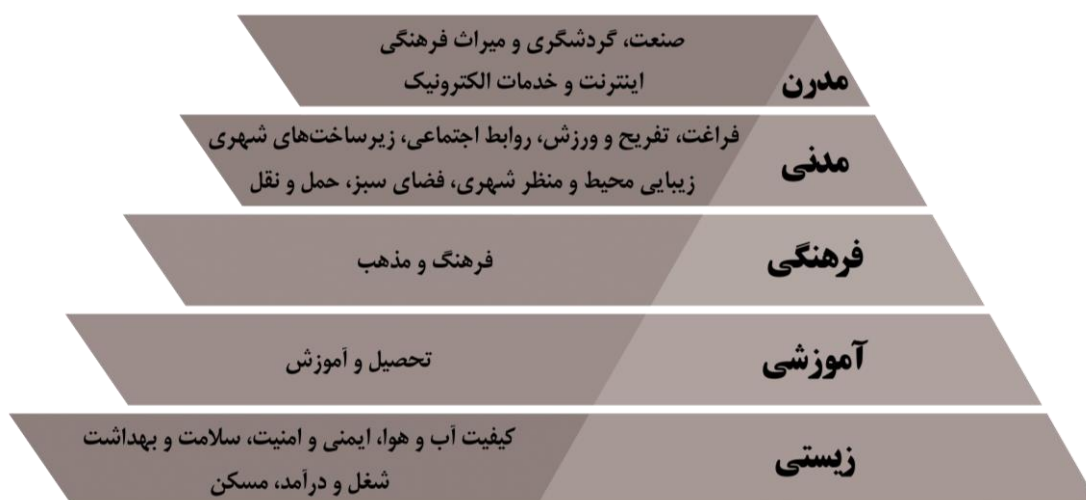 مدرن
صنعت، گردشگری و میراث فرهنگی
اینترنت و خدمات الکترونیک
مدنی
فراغت، تفریح و ورزش، روابط اجتماعی، زیرساخت‌های شهری
زیبایی محیط و منظر شهری، فضای سبز، حمل و نقل
فرهنگی
فرهنگ و مذهب
آموزشی
تحصیل و آموزش
زیستی
کیفیت آب و هوا، ایمنی و امنیت، سلامت و بهداشت
شغل و درآمد، مسکن